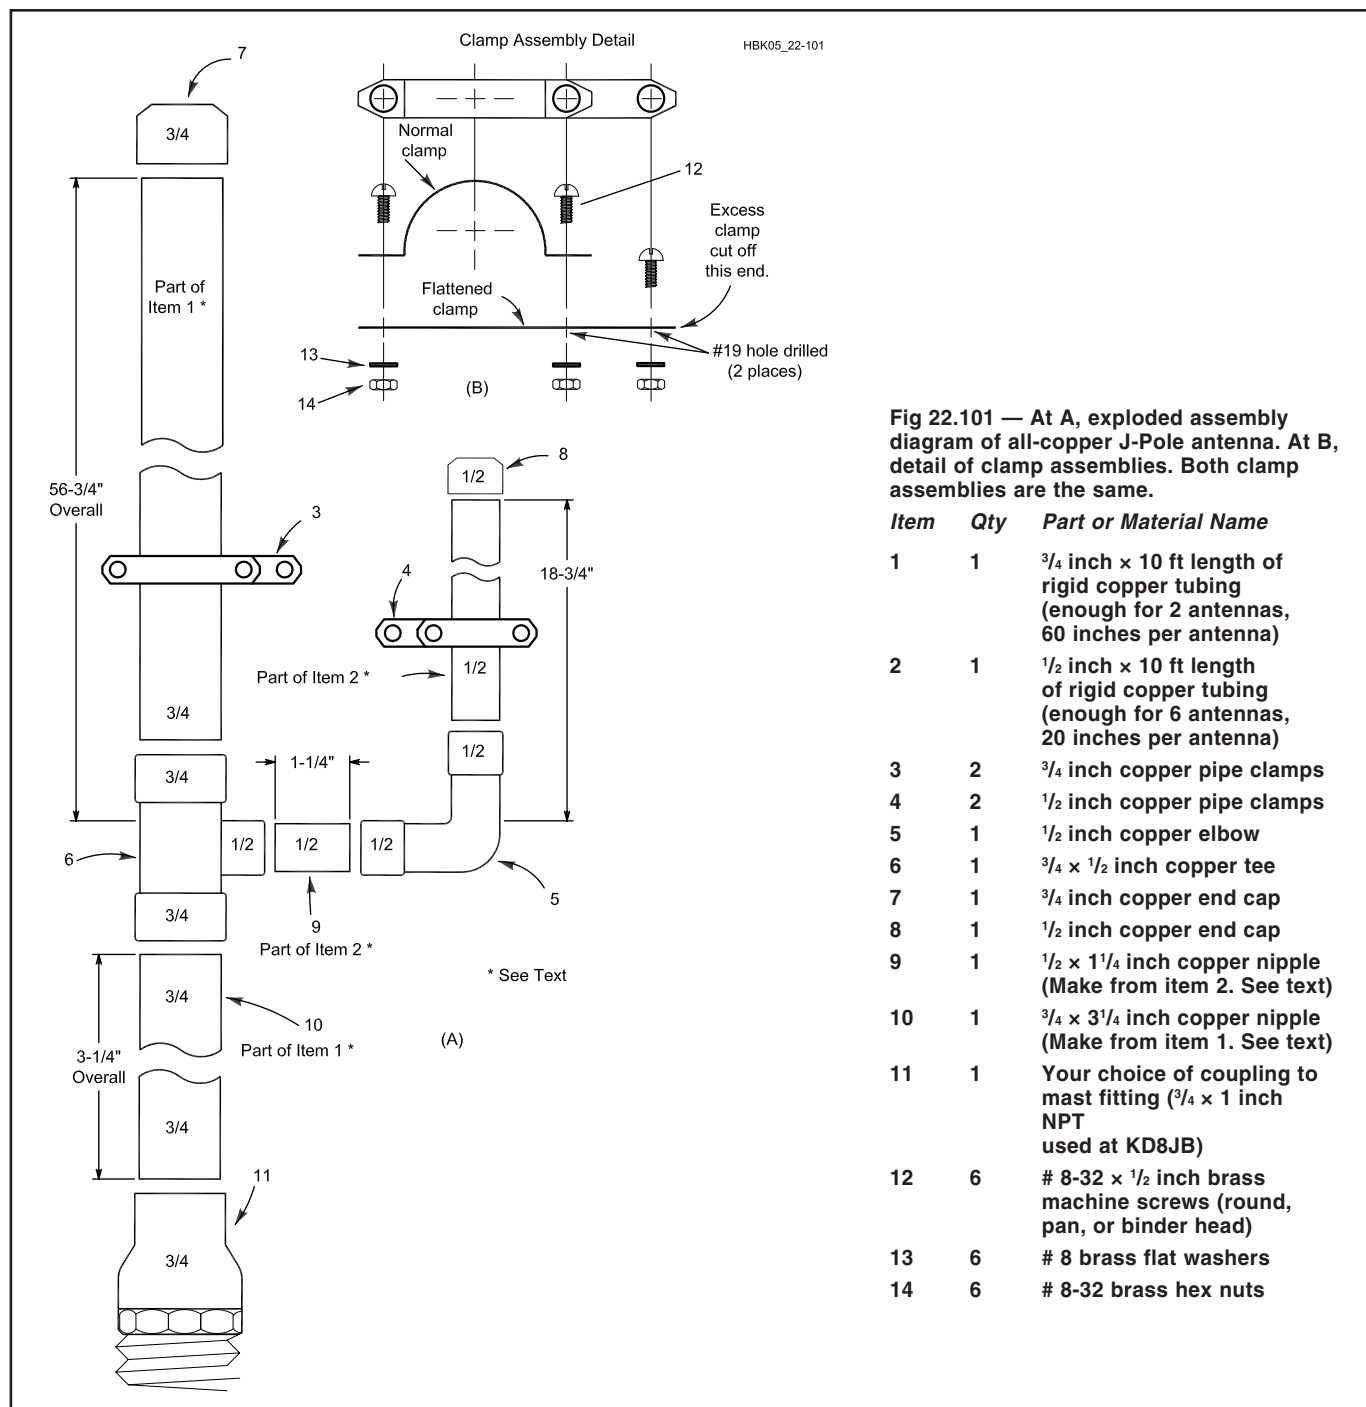 Clamp Assembly Detail
HBK05_22-101
7
3/4
Normal
clamp
12
Excess
clamp
cut off
this end.
Part of
Item 1 *
Flattened
clamp
#19 hole drilled
(2 places)
13
14
(B)
56-3/4"
Overall
3
8
1/2
18-3/4"
4
Part of Item 2 *
1/2
3/4
1/2
3/4
1-1/4"
6
1/2
1/2
1/2
5
3/4
9
Part of Item 2 *
* See Text
3/4
10
Part of Item 1 *
(A)
3-1/4"
Overall
3/4
11
3/4
Fig 22.101 — At A, exploded assembly
diagram of all-copper J-Pole antenna. At B,
detail of clamp assemblies. Both clamp
assemblies are the same.
Item Qty Part or Material Name
1 1 3/4 inch × 10 ft length of
rigid copper tubing
(enough for 2 antennas,
60 inches per antenna)
2 1 1/2 inch × 10 ft length
of rigid copper tubing
(enough for 6 antennas,
20 inches per antenna)
3 2 3/4 inch copper pipe clamps
4 2 1/2 inch copper pipe clamps
5 1 1/2 inch copper elbow
6 1 3/4 × 1/2 inch copper tee
7 1 3/4 inch copper end cap
8 1 1/2 inch copper end cap
9 1 1/2 × 1 1/4 inch copper nipple
(Make from item 2. See text)
10 1 3/4 × 3 1/4 inch copper nipple
(Make from item 1. See text)
11 1 Your choice of coupling to
mast fitting (3/4 × 1 inch
NPT
used at KD8JB)
12 6 # 8-32 × 1/2 inch brass
machine screws (round,
pan, or binder head)
13 6 # 8 brass flat washers
14 6 # 8-32 brass hex nuts